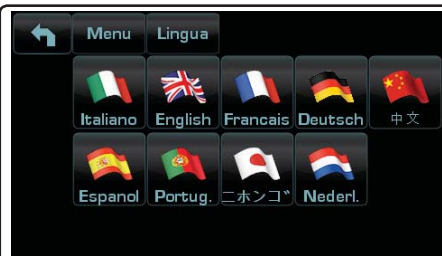 Menu Lingua
Italiano English Francais Deutsch 中文
Espanol Portug. ニホンゴ Nederl.